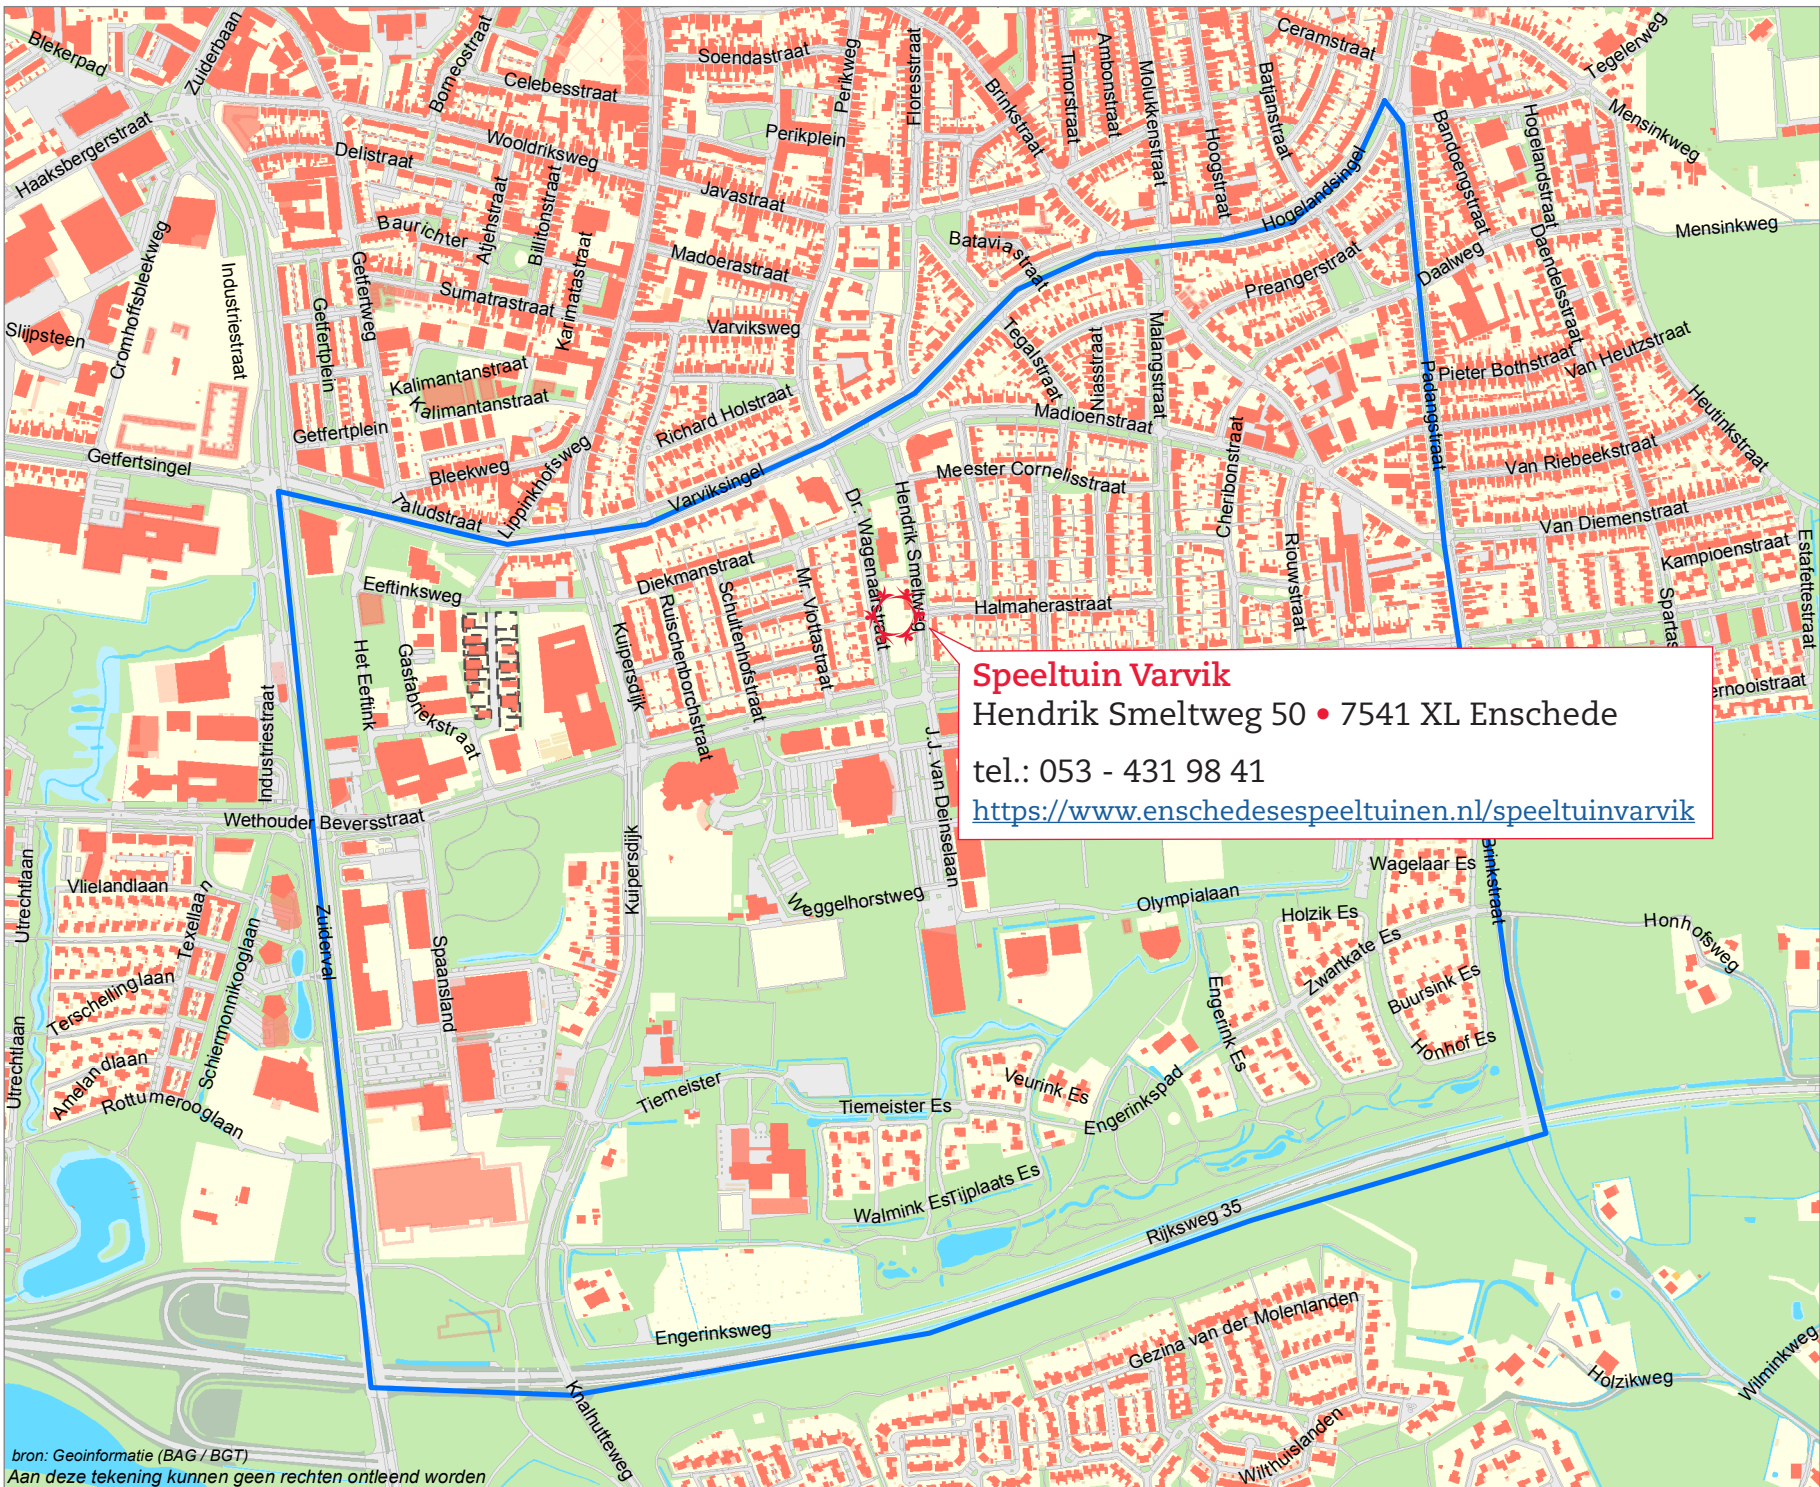 Blekerpad
Zuiderbaan
Borneostraat
Celebesstraat
Soendastraat
Perikweg
Floresstraat
Brinkstraat
Timorstraat
Ambonstraat
Molukkenstraat
Ceramstraat
Batjanstraat
Hoogstraat
Tegelerweg
Mensinkweg
Hogelandstraat
Bandoengstraat
Haaksbergerstraat
Delistraat
Wooldriksweg
Perikplein
Javastraat
Atjehstraat
Billitonstraat
Baurichter
Karimatastraat
Madoerastraat
Bataviastraat
Hogelandsingel
Preangerstraat
Daalweg
Daendelsstraat
Mensinkweg
Cromhoffsbleekweg
Industriestraat
Getfertweg
Getfertplein
Sumatrastraat
Varviksweg
Slijpsteen
Kalimantanstraat
Kalimantanstraat
Tegalstraat
Niasstraat
Malangstraat
Padangstraat
Pieter Bothstraat
Van Heutzstraat
Heutinkstraat
Getfertplein
Richard Holstraat
Madioenstraat
Cheribonstraat
Getfertsingel
Bleekweg
Lippinkhofsweg
Taludstraat
Varviksingel
Meester Cornelisstraat
Van Riebeekstraat
Van Diemenstraat
Dr. Wagenaarstraat
Hendrik Smeltweg
Riouwstraat
Kampioenstraat
Estafettestraat
Spartas
Eeftinksweg
Diekmanstraat
Schuitenhofstraat
Mr. Viottastraat
Ruischenborchstraat
Kuipersdijk
Halmaherastraat
Het Eeftink
Gasfabriekstraat
Industriestraat
Speeltuin Varvik
Hendrik Smeltweg 50 • 7541 XL Enschede
tel.: 053 - 431 98 41
https://www.enschedesespeeltuinen.nl/speeltuinvarvik
ernooistraat
J.J. van Deinselaan
Wethouder Beversstraat
Utrechtlaan
Vlielandlaan
Texellaan
Zuiderval
Kuipersdijk
Weggelhorstweg
Olympialaan
Wagelaar Es
Brinkstraat
Holzik Es
Zwartkate Es
Honhofsweg
Spaansland
Terschellinglaan
Schiermonnikooglaan
Engerink Es
Buursink Es
Honhof Es
Utrechtlaan
Amelandlaan
Rottumerooglaan
Tiemeister
Tiemeister Es
Veurink Es
Engerinkspad
Walmink Es
Tijplaats Es
Rijksweg 35
Engerinksweg
Gezina van der Molenlanden
Knalhutteweg
Wilthuislanden
Holzikweg
Wilminkweg
bron: Geoinformatie (BAG / BGT)
Aan deze tekening kunnen geen rechten ontleend worden